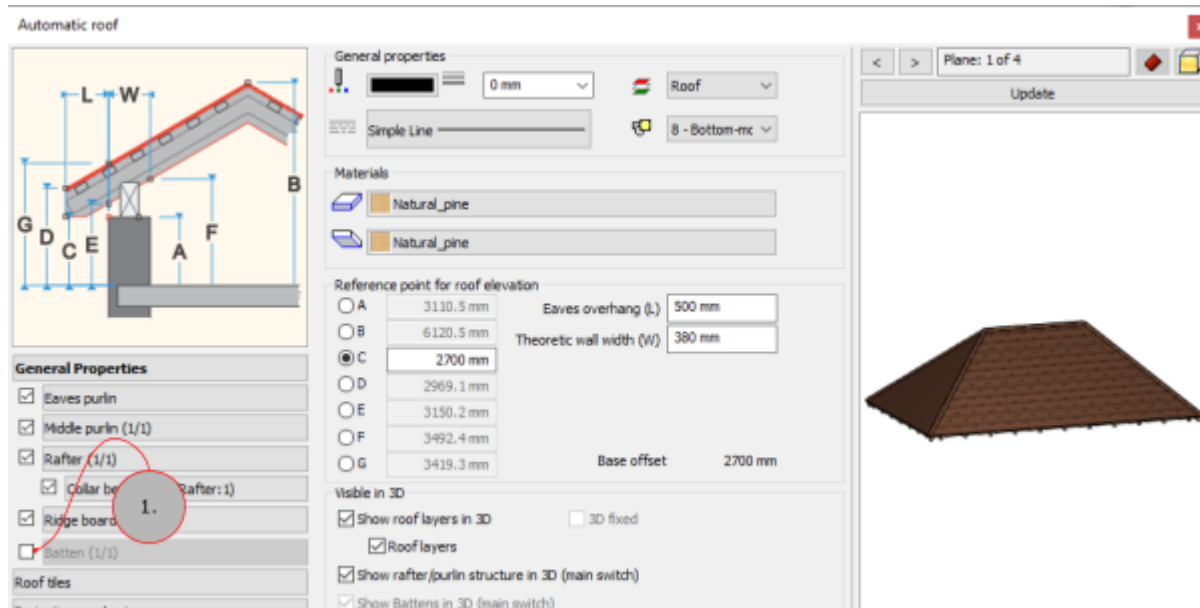 Automatic roof
L W
B
G
D
C
E
A
F
General Properties
Eaves purlin
Middle purlin (1/1)
Rafter (1/1)
Collar be Rafter: 1)
1.
Ridge board
Batten (1/1)
Roof tiles
General properties
0 mm
Roof
Simple Line
8 - Bottom-mc
Materials
Natural_pine
Natural_pine
Reference point for roof elevation
A 3110.5 mm Eaves overhang (L) 500 mm
B 6120.5 mm Theoretic wall width (W) 380 mm
C 2700 mm
D 2969.1 mm
E 3150.2 mm
F 3492.4 mm
G 3419.3 mm Base offset 2700 mm
Visible in 3D
Show roof layers in 3D 3D fixed
Roof layers
Show rafter/purlin structure in 3D (main switch)
Show Battens in 3D (main switch)
< > Plane: 1 of 4
Update